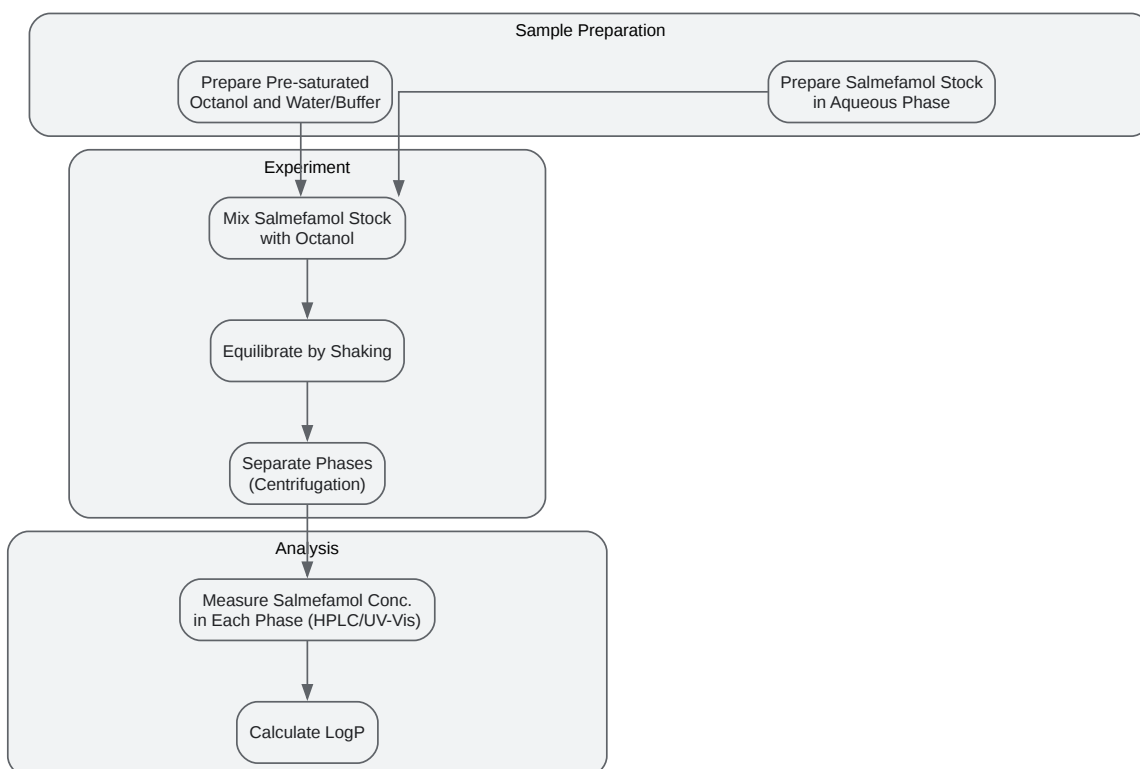 Sample Preparation
Prepare Pre-saturated
Octanol and Water/Buffer
Prepare Salmefamol Stock
in Aqueous Phase
Experiment
Mix Salmefamol Stock
with Octanol
Equilibrate by Shaking
Separate Phases
(Centrifugation)
Analysis
Measure Salmefamol Conc.
in Each Phase (HPLC/UV-Vis)
Calculate LogP